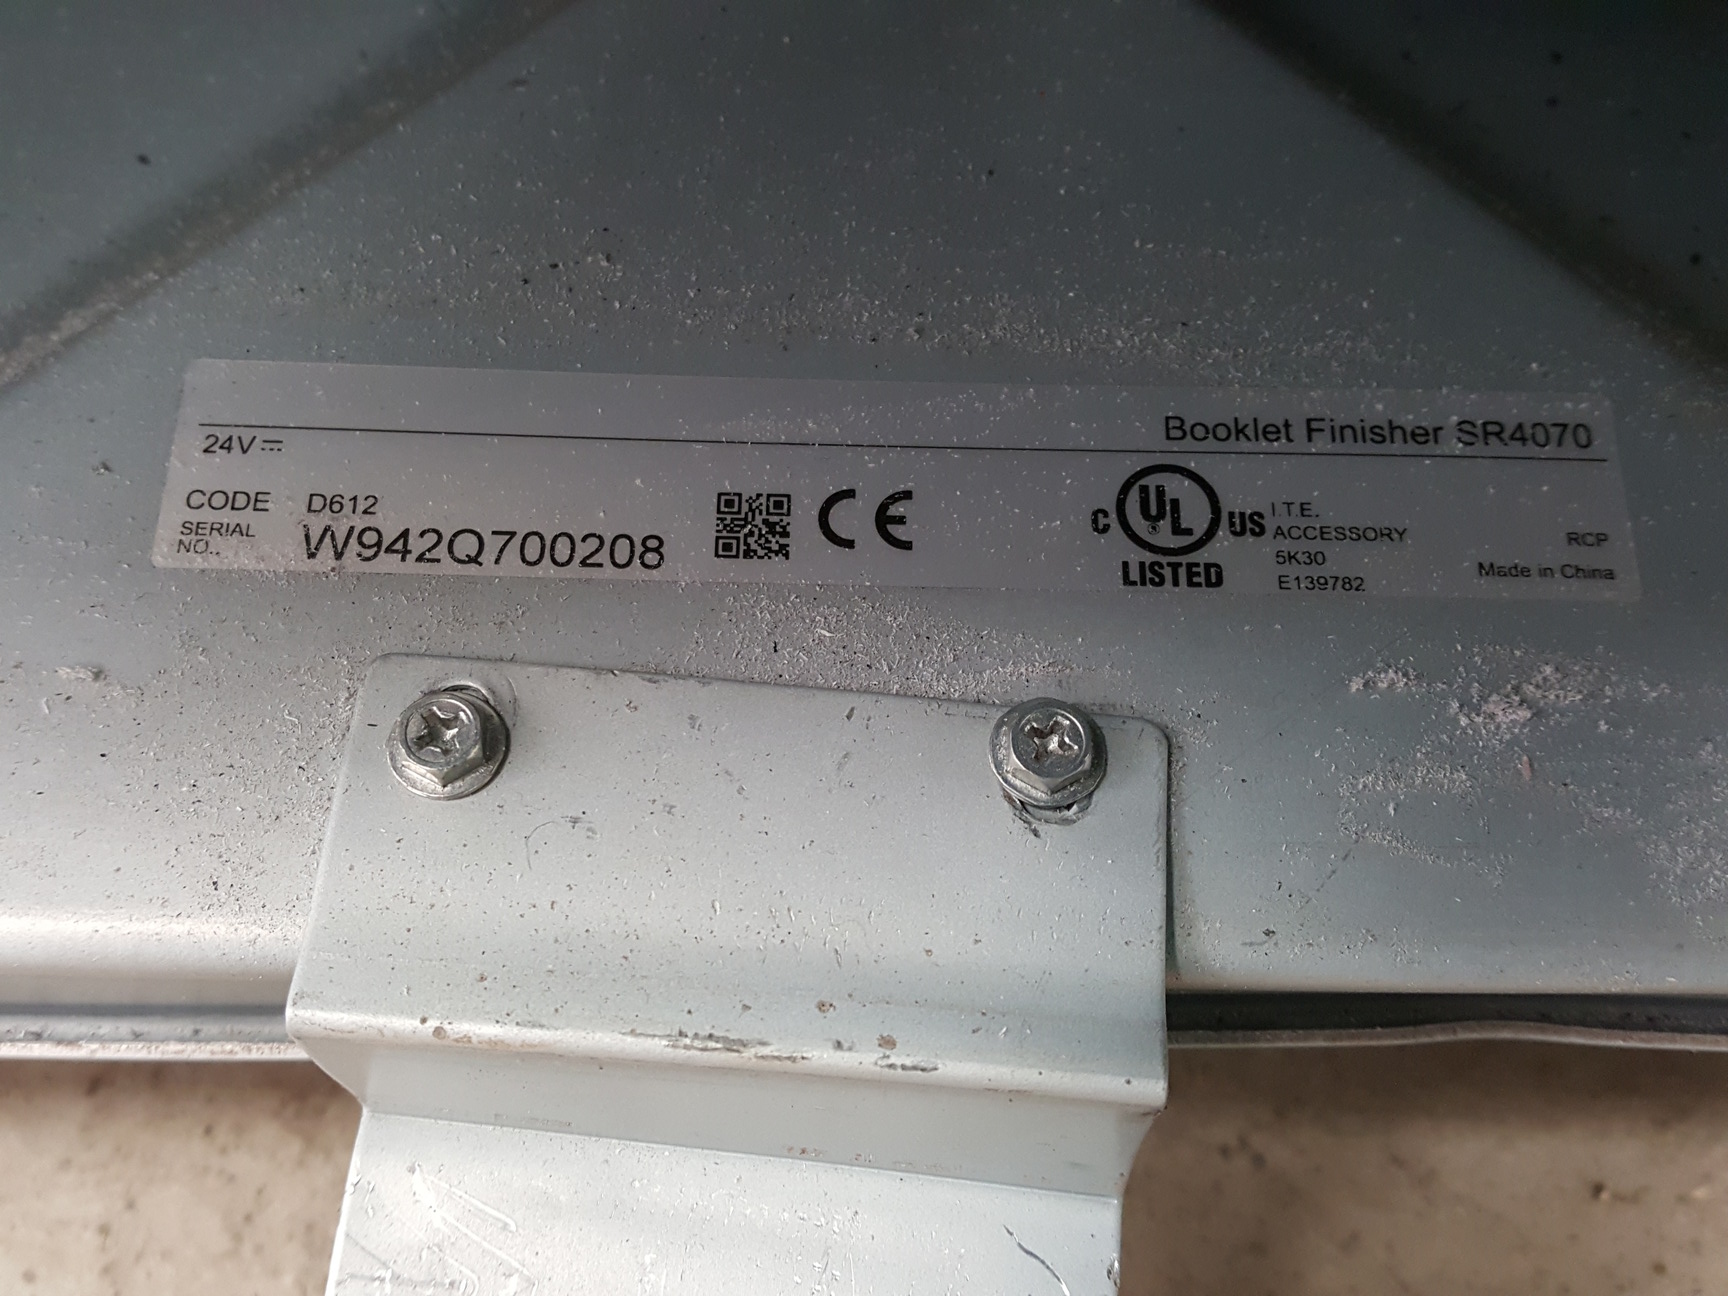 Booklet Finisher SR4070
24V
CODE D612
SERIAL NO.. W942Q700208
CE
C UL US
LISTED
I.T.E.
ACCESSORY
5K30
E139782
RCP
Made in China